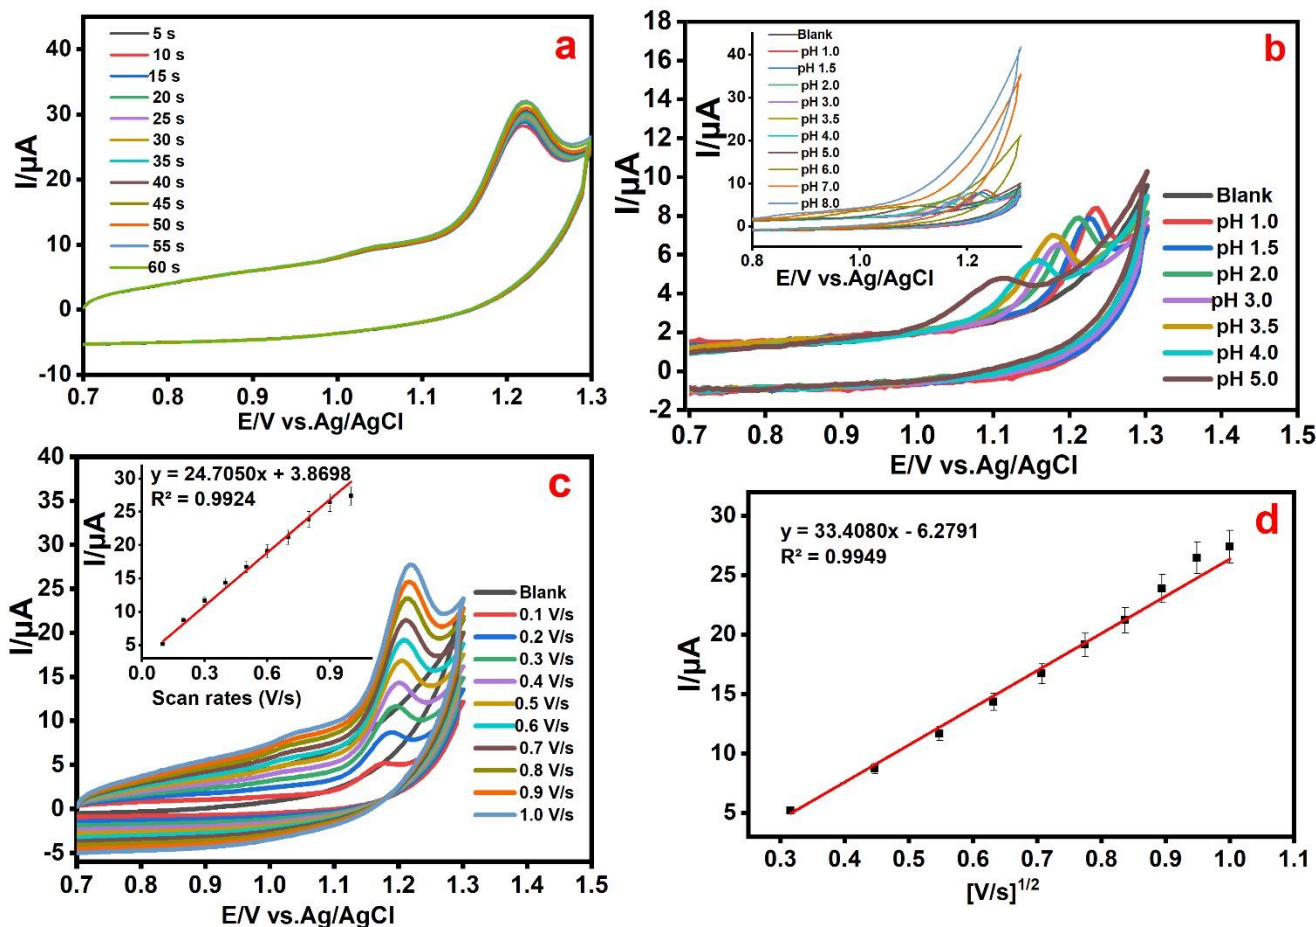 a
5 s
10 s
15 s
20 s
25 s
30 s
35 s
40 s
45 s
50 s
55 s
60 s
40
30
20
10
0
-10
I/µA
0.7 0.8 0.9 1.0 1.1 1.2 1.3
E/V vs.Ag/AgCl
b
18
16
14
12
10
8
6
4
2
0
-2
I/µA
0.7 0.8 0.9 1.0 1.1 1.2 1.3 1.4 1.5
E/V vs.Ag/AgCl
Blank
pH 1.0
pH 1.5
pH 2.0
pH 3.0
pH 3.5
pH 4.0
pH 5.0
40
30
20
10
0
I/µA
0.8 1.0 1.2
E/V vs.Ag/AgCl
Blank
pH 1.0
pH 1.5
pH 2.0
pH 3.0
pH 3.5
pH 4.0
pH 5.0
pH 6.0
pH 7.0
pH 8.0
c
40
35
30
25
20
15
10
5
0
-5
I/µA
0.7 0.8 0.9 1.0 1.1 1.2 1.3 1.4 1.5
E/V vs.Ag/AgCl
Blank
0.1 V/s
0.2 V/s
0.3 V/s
0.4 V/s
0.5 V/s
0.6 V/s
0.7 V/s
0.8 V/s
0.9 V/s
1.0 V/s
y = 24.7050x + 3.8698
R² = 0.9924
30
25
20
15
10
5
I/µA
0.0 0.3 0.6 0.9
Scan rates (V/s)
d
y = 33.4080x - 6.2791
R² = 0.9949
30
25
20
15
10
5
I/µA
0.3 0.4 0.5 0.6 0.7 0.8 0.9 1.0 1.1
[V/s]^1/2